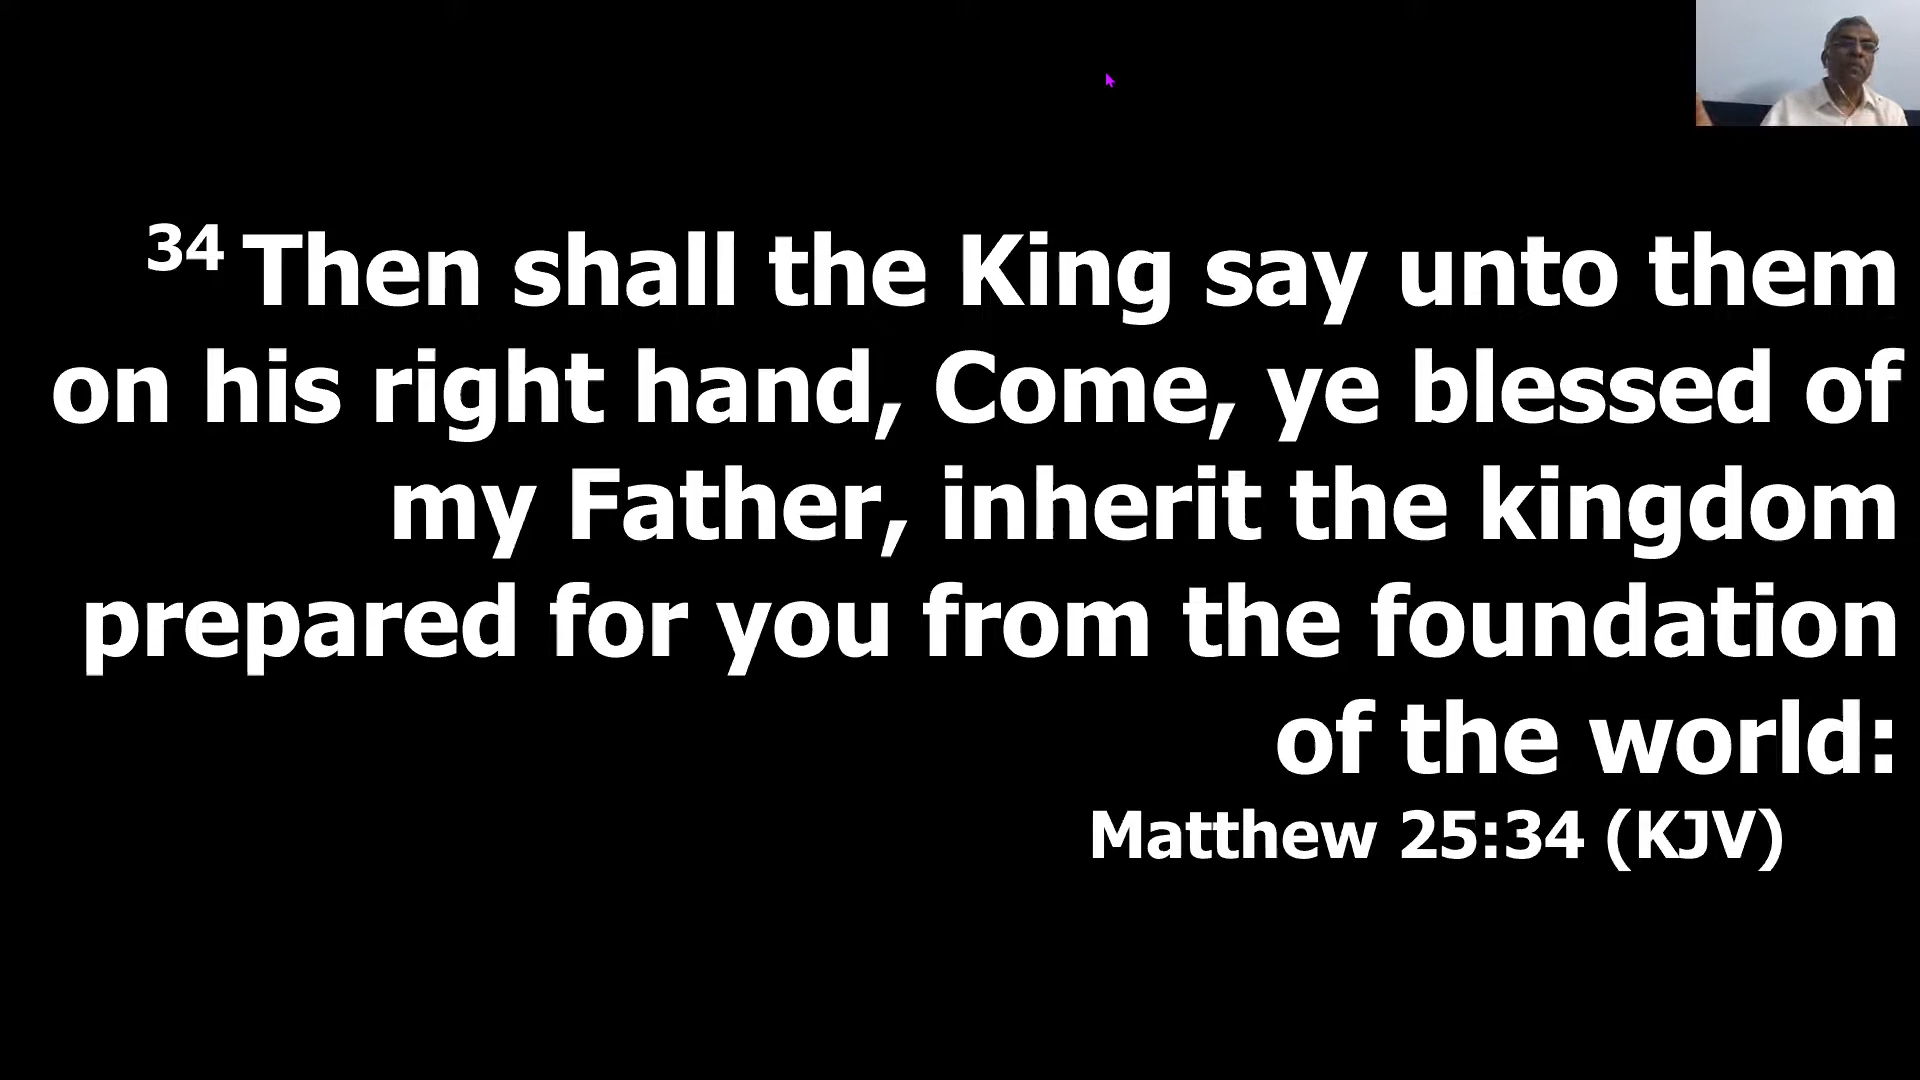 34 Then shall the King say unto them
on his right hand, Come, ye blessed of
my Father, inherit the kingdom
prepared for you from the foundation
of the world:
Matthew 25:34 (KJV)